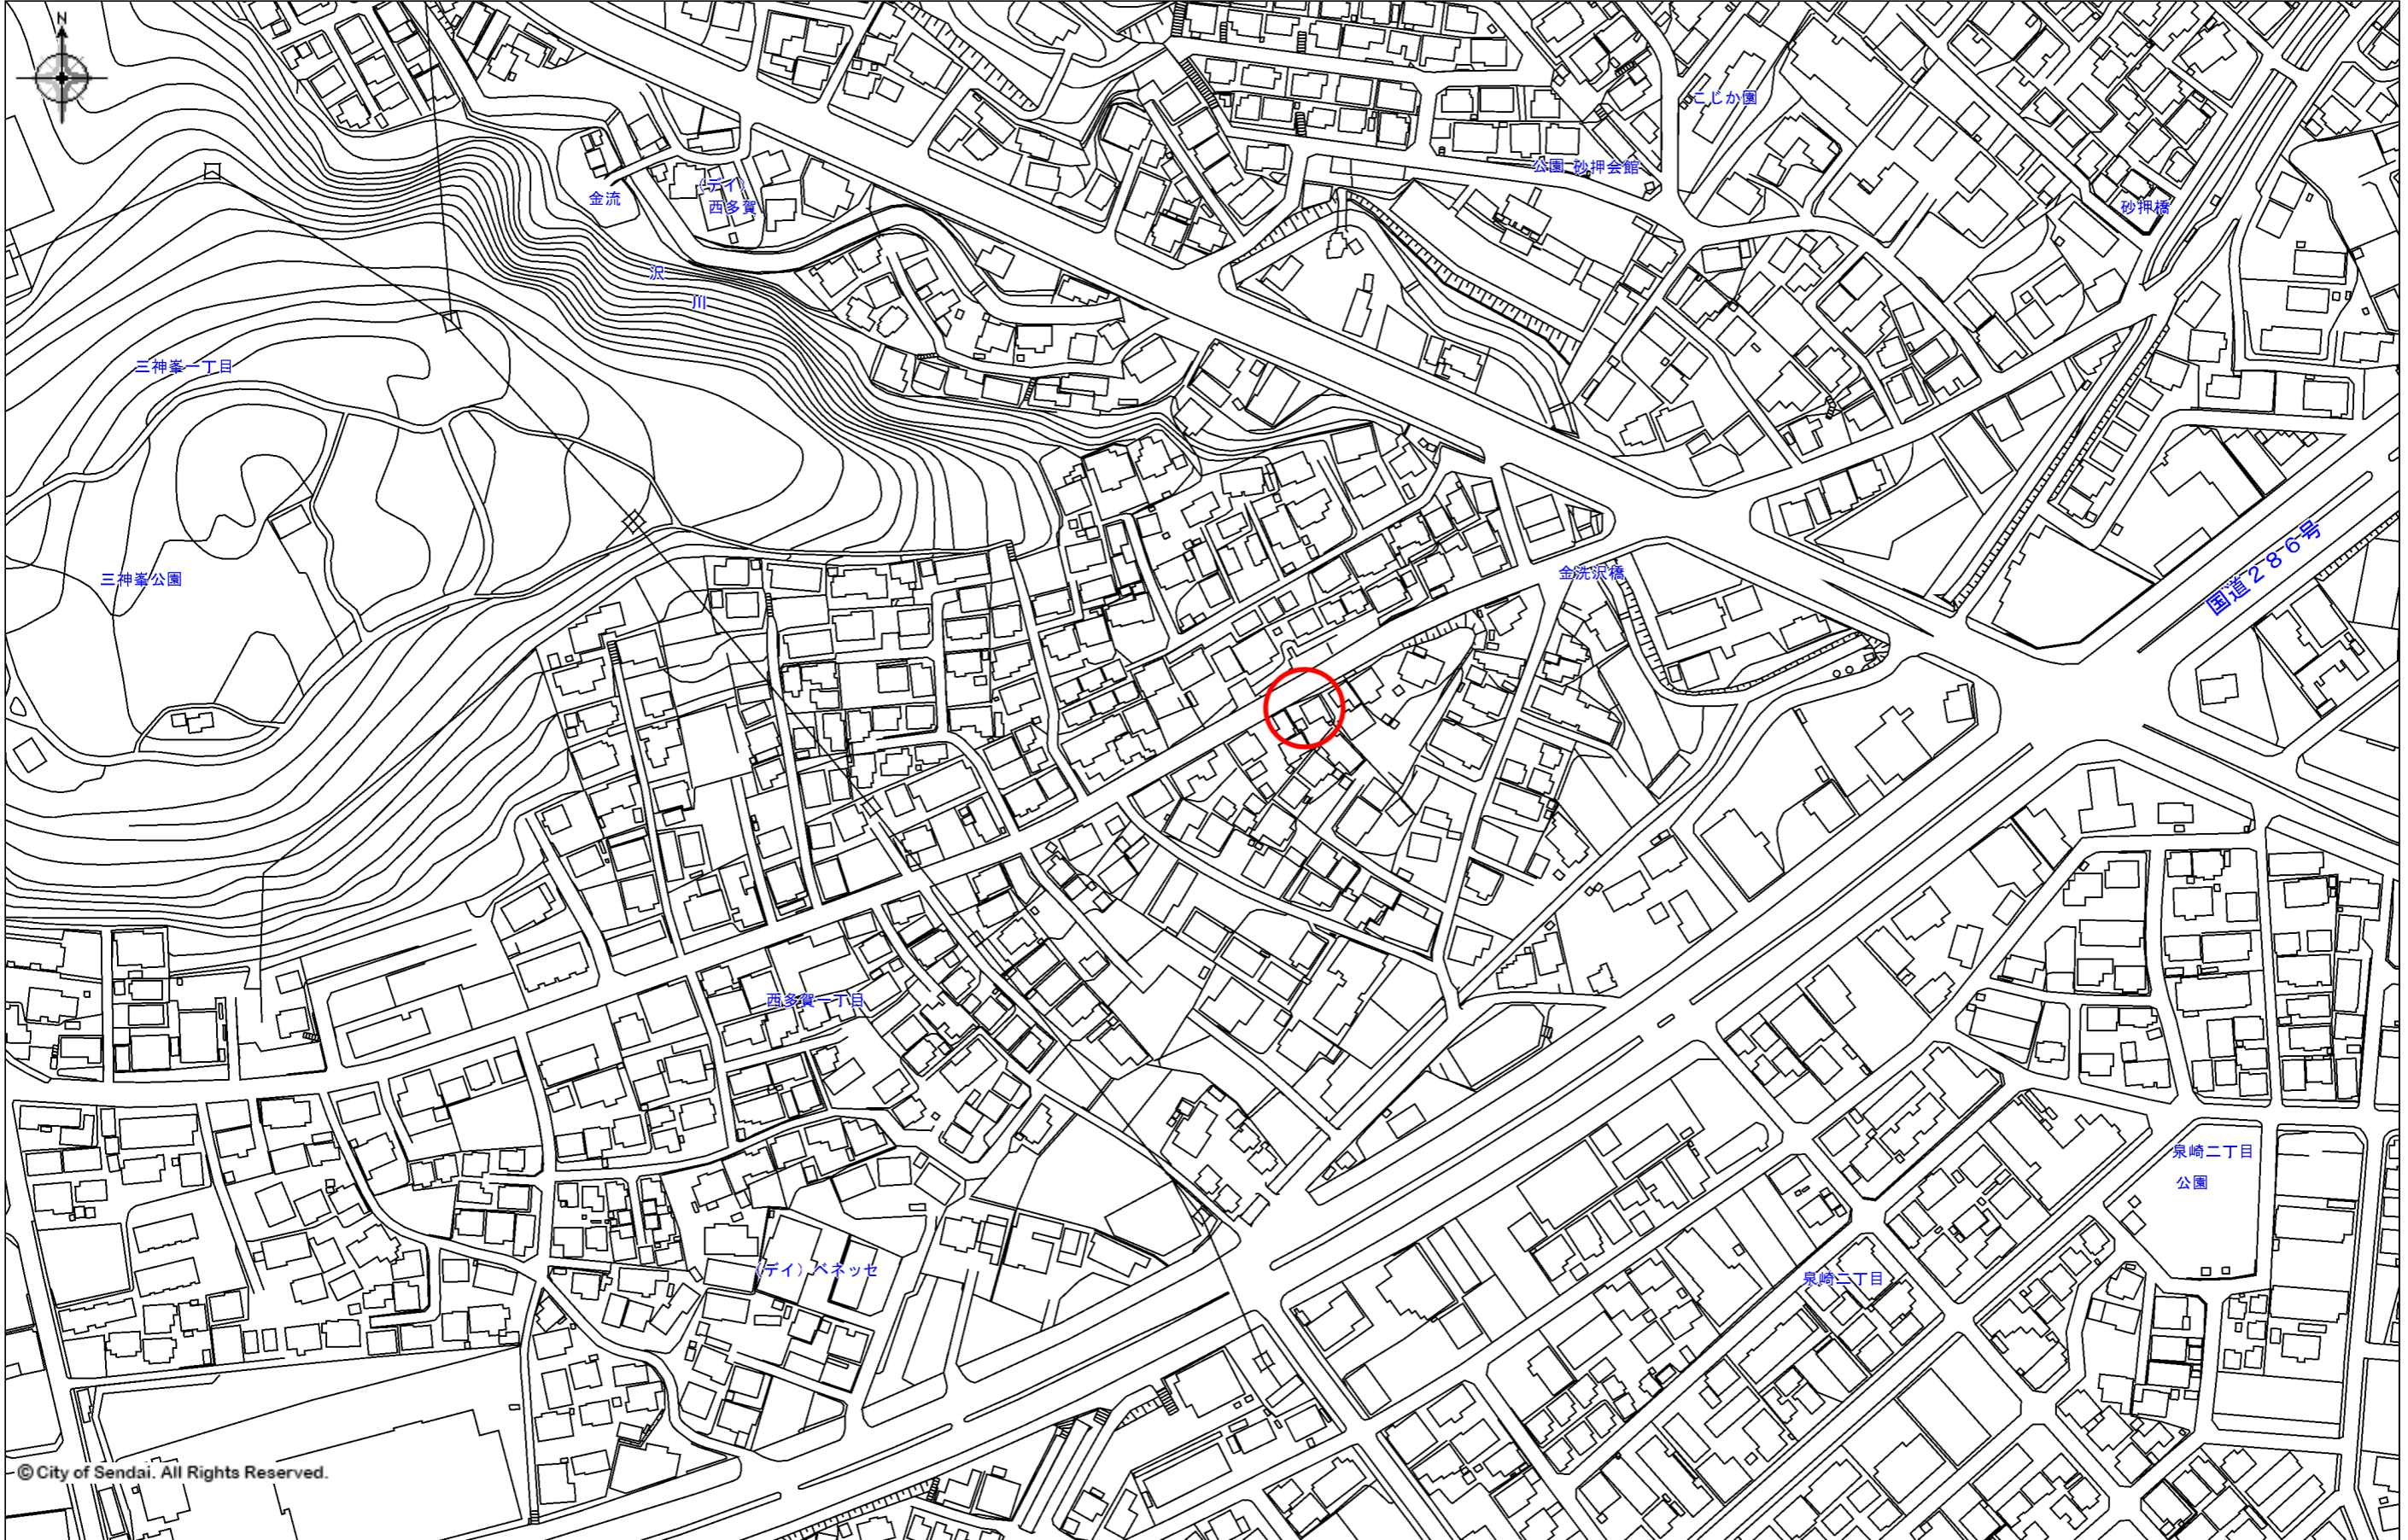 N
こじか園
公園 砂押会館
(デイ)
西多賀
金流
砂押橋
沢
川
三神峯一丁目
国道286号
金洗沢橋
三神峯公園
西多賀一丁目
泉崎二丁目
公園
(デイ) ベネッセ
泉崎二丁目
© City of Sendai. All Rights Reserved.